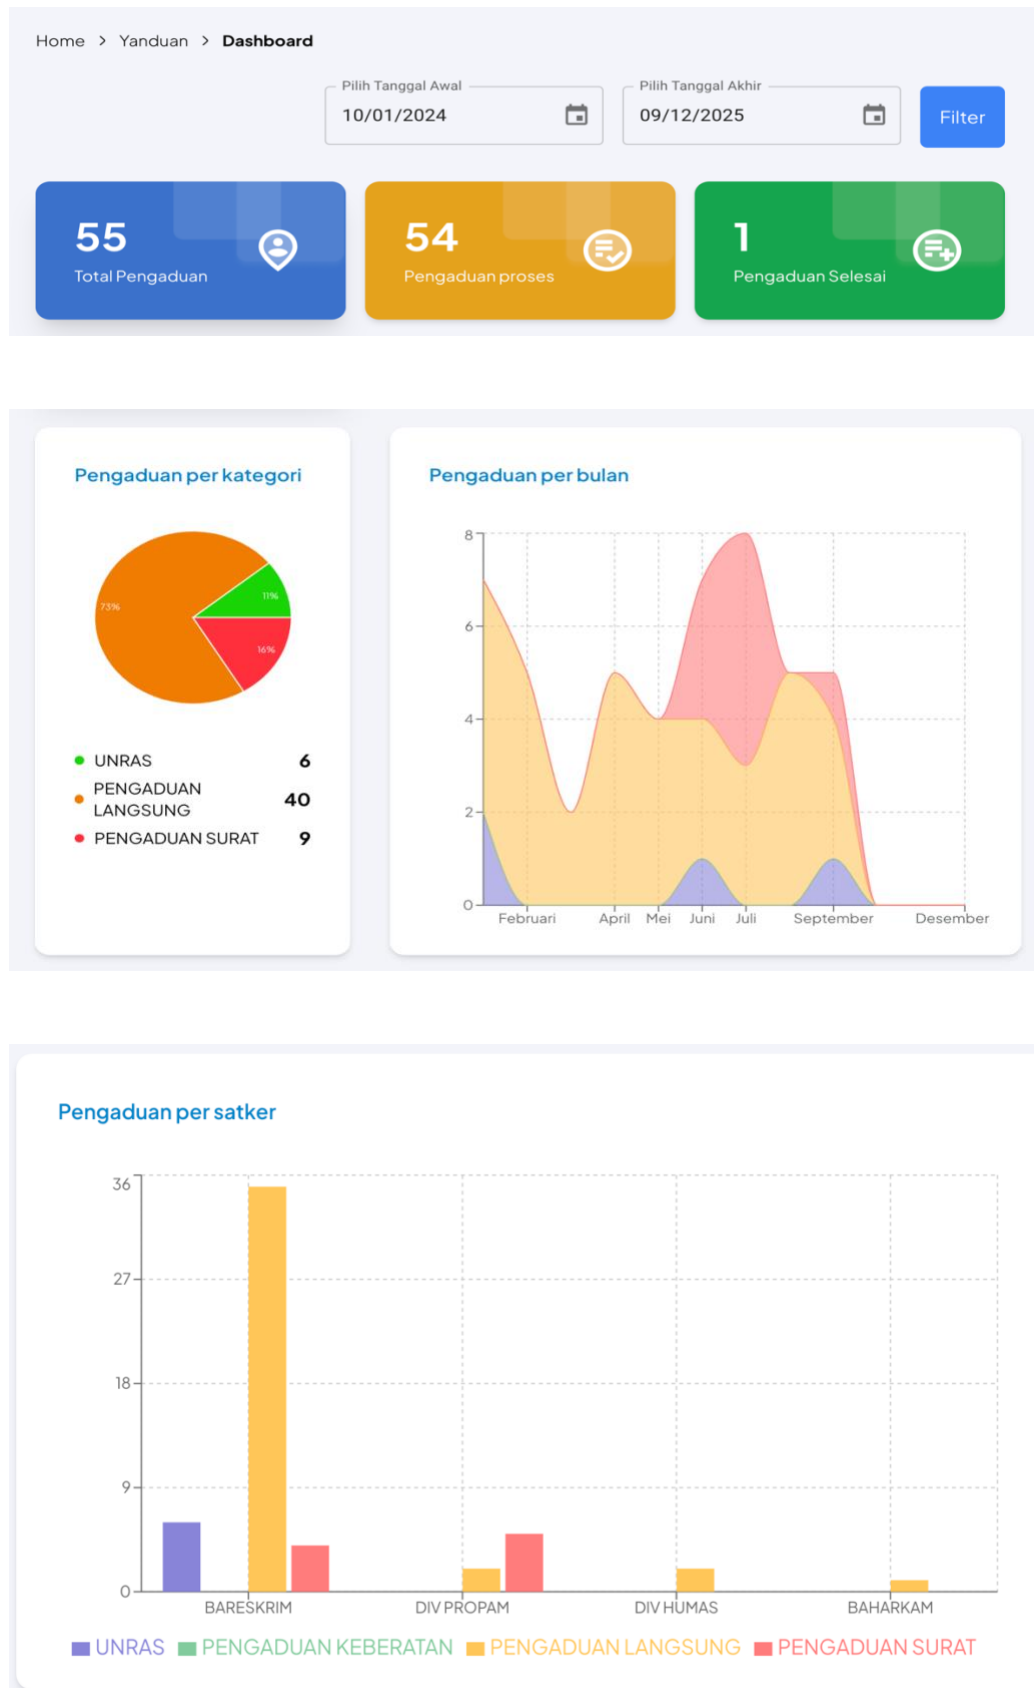 Home > Yanduan > Dashboard
Pilih Tanggal Awal
10/01/2024
Pilih Tanggal Akhir
09/12/2025
Filter
55
Total Pengaduan
54
Pengaduan proses
1
Pengaduan Selesai
Pengaduan per kategori
73%
11%
16%
UNRAS 6
PENGADUAN
LANGSUNG 40
PENGADUAN SURAT 9
Pengaduan per bulan
8
6
4
2
0
Februari April Mei Juni Juli September Desember
Pengaduan per satker
36
27
18
9
0
BARESKRIM DIV PROPAM DIV HUMAS BAHARKAM
UNRAS PENGADUAN KEBERATAN PENGADUAN LANGSUNG PENGADUAN SURAT